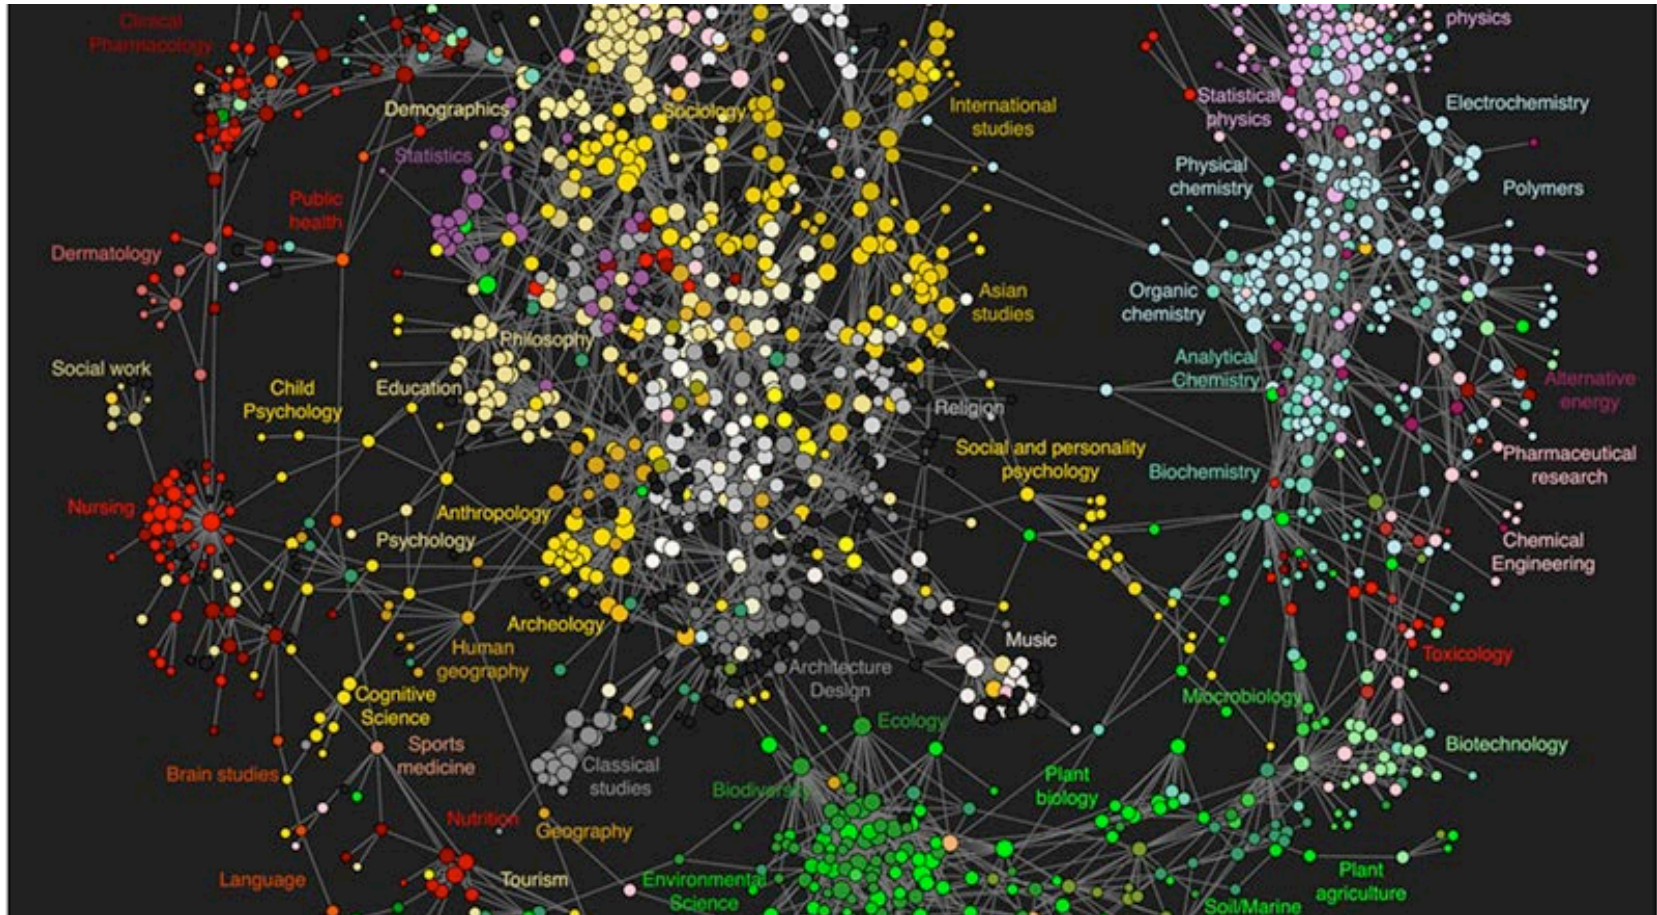 Clinical
Pharmacology
physics
Demographics
Sociology
International
studies
Statistical
physics
Electrochemistry
Statistics
Physical
chemistry
Polymers
Public
health
Dermatology
Asian
studies
Organic
chemistry
Philosophy
Social work
Child
Psychology
Education
Analytical
Chemistry
Alternative
energy
Religion
Social and personality
psychology
Biochemistry
Pharmaceutical
research
Nursing
Anthropology
Psychology
Chemical
Engineering
Archeology
Human
geography
Music
Architecture
Design
Toxicology
Cognitive
Science
Miocrobiology
Ecology
Sports
medicine
Brain studies
Classical
studies
Biodiversity
Plant
biology
Biotechnology
Nutrition
Geography
Language
Tourism
Environmental
Science
Plant
agriculture
Soil/Marine